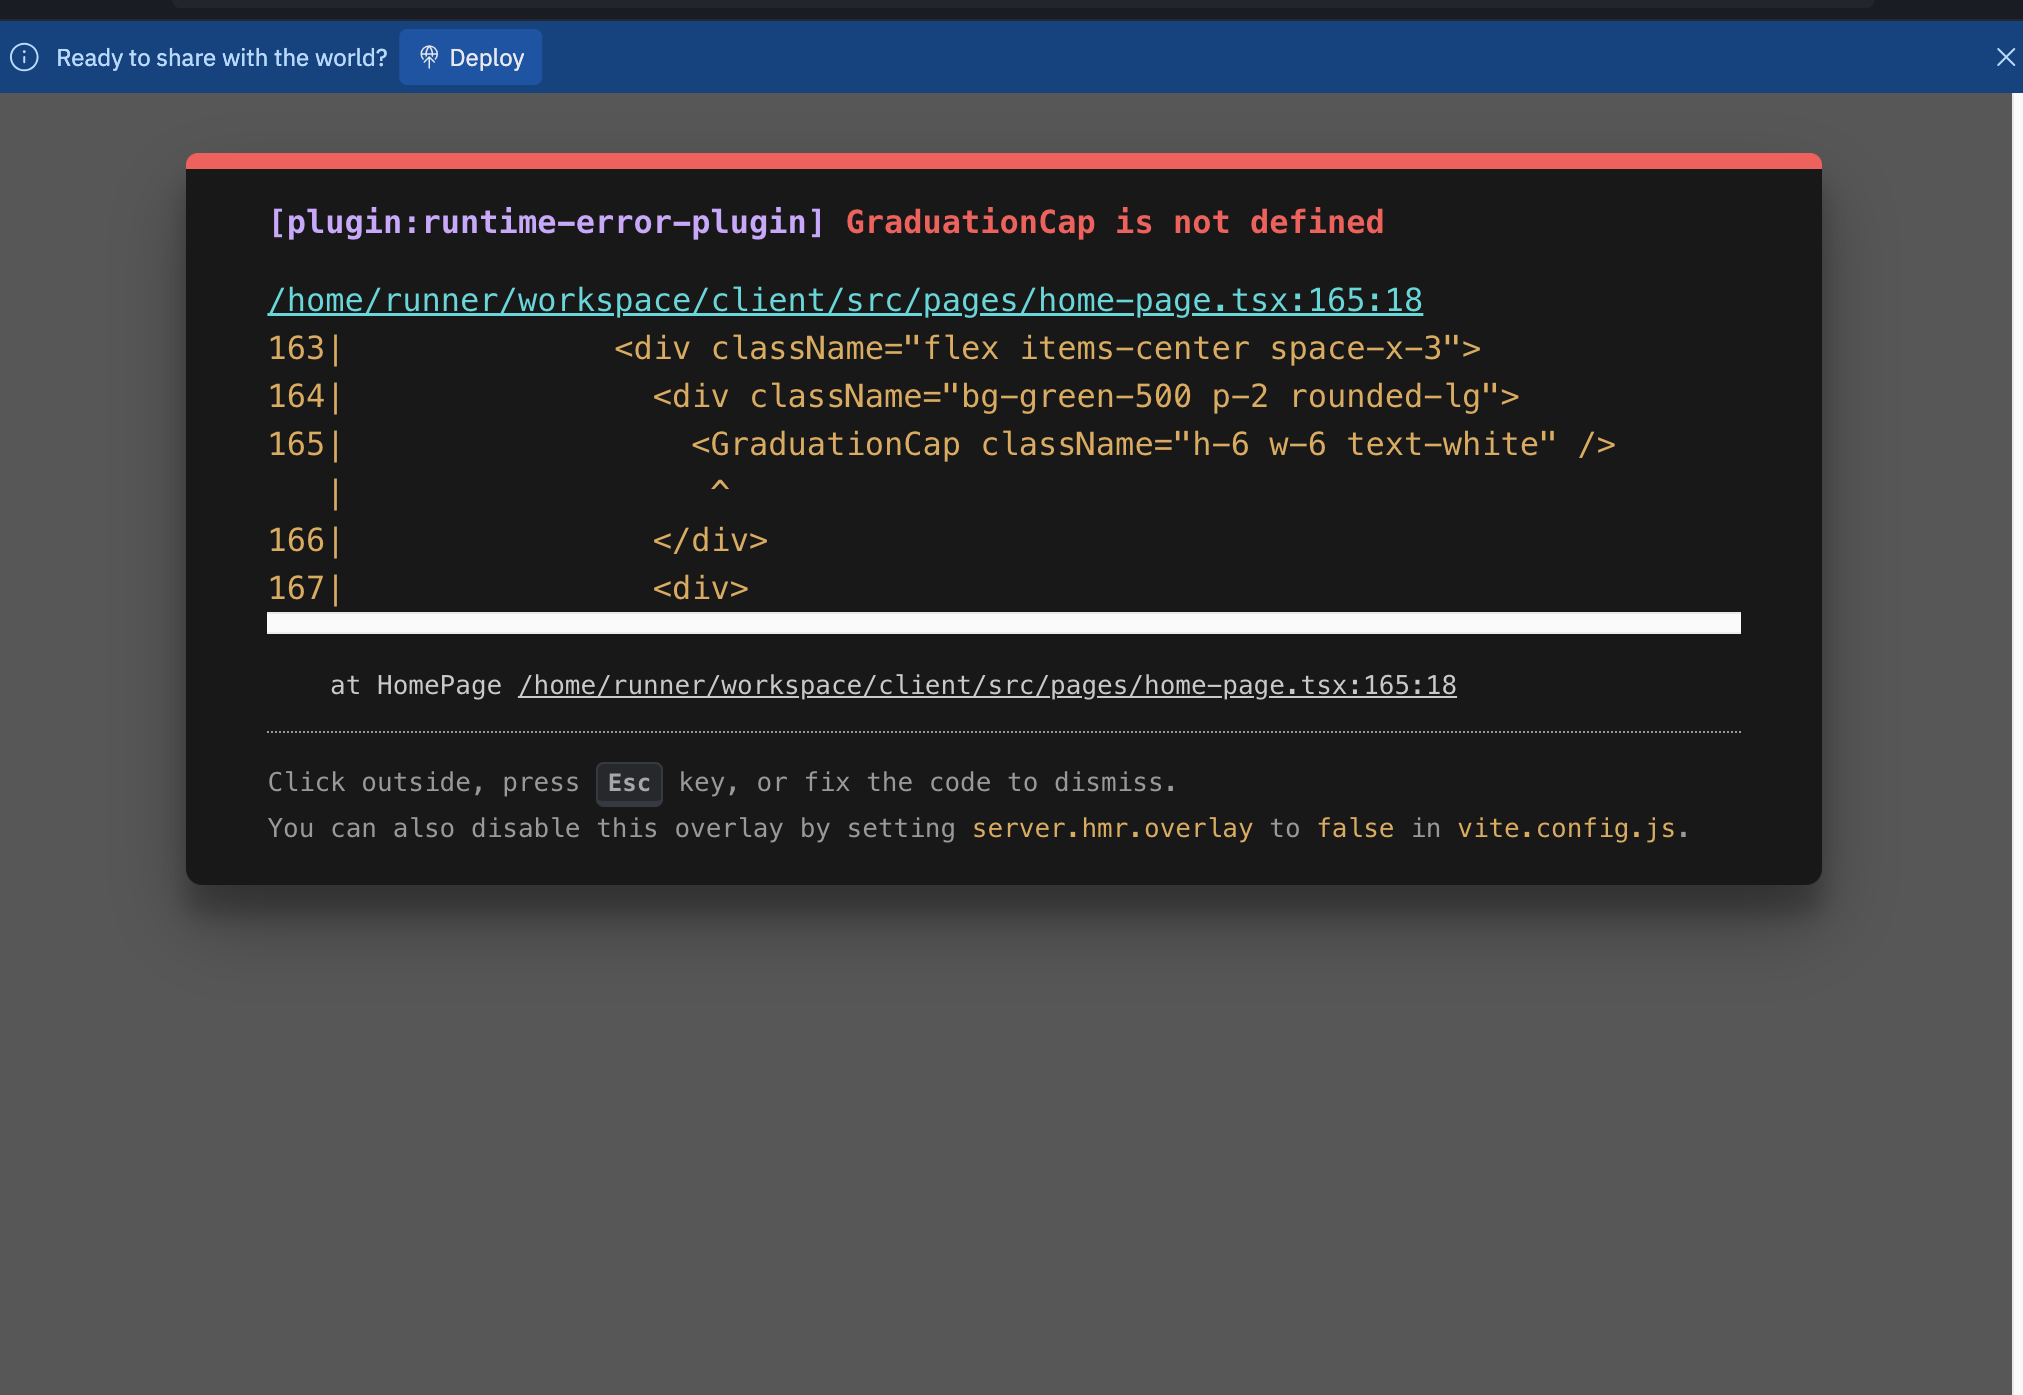 Ready to share with the world? Deploy
[plugin:runtime-error-plugin] GraduationCap is not defined
/home/runner/workspace/client/src/pages/home-page.tsx:165:18
163|              <div className="flex items-center space-x-3">
164|                <div className="bg-green-500 p-2 rounded-lg">
165|                  <GraduationCap className="h-6 w-6 text-white" />
   |                   ^
166|                </div>
167|                <div>
at HomePage /home/runner/workspace/client/src/pages/home-page.tsx:165:18
Click outside, press Esc key, or fix the code to dismiss.
You can also disable this overlay by setting server.hmr.overlay to false in vite.config.js.